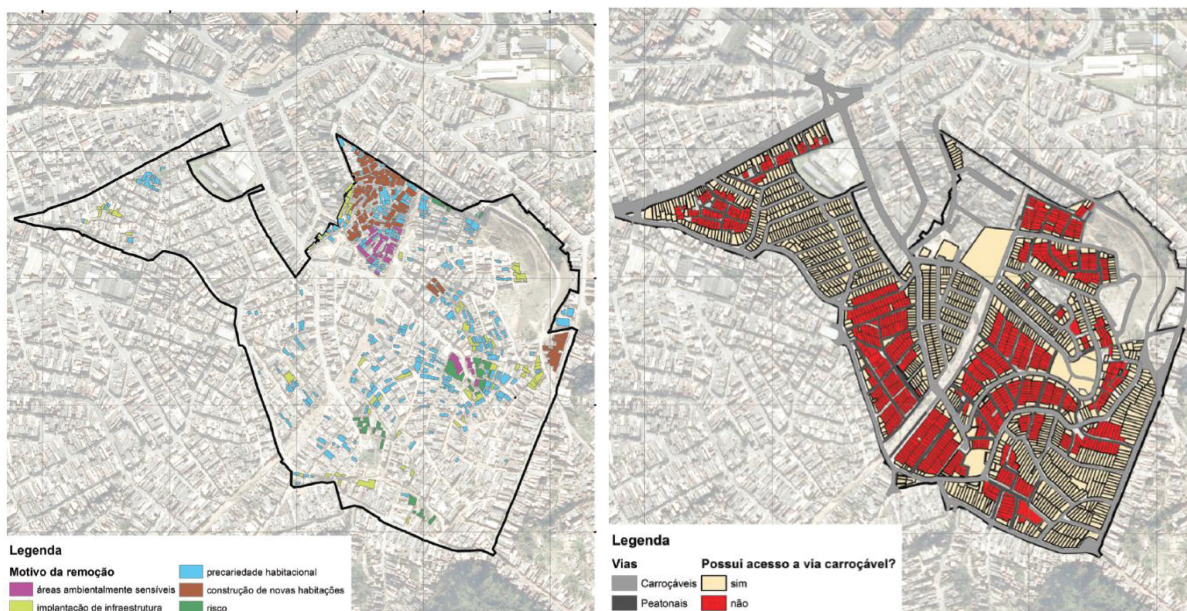 Legenda
Motivo da remoção
áreas ambientalmente sensíveis
implantação de infraestrutura
precariedade habitacional
construção de novas habitações
risco
Legenda
Vias
Carroçáveis
Peatonais
Possui acesso a via carroçável?
sim
não